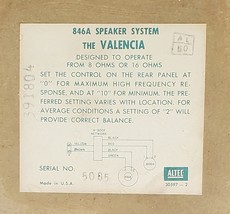 846A SPEAKER SYSTEM
THE VALENCIA
DESIGNED TO OPERATE
FROM 8 OHMS OR 16 OHMS
SET THE CONTROL ON THE REAR PANEL AT
"0" FOR MAXIMUM HIGH FREQUENCY RE-
SPONSE, AND AT "10" FOR MINIMUM. THE PRE-
FERRED SETTING VARIES WITH LOCATION. FOR
AVERAGE CONDITIONS A SETTING OF "2" WILL
PROVIDE CORRECT BALANCE.
SERIAL NO. 5065
Made in U.S.A.
ALTEC